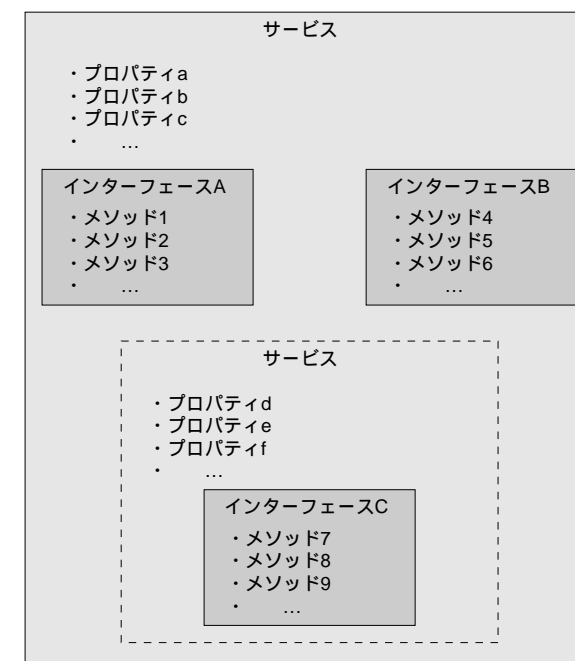 サービス
・プロパティa
・プロパティb
・プロパティc
・ …
インターフェースA
・メソッド1
・メソッド2
・メソッド3
・ …
インターフェースB
・メソッド4
・メソッド5
・メソッド6
・ …
サービス
・プロパティd
・プロパティe
・プロパティf
・ …
インターフェースC
・メソッド7
・メソッド8
・メソッド9
・ …